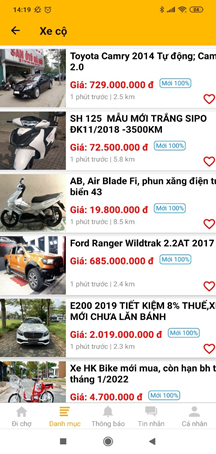 14:19
Xe cộ
Toyota Camry 2014 Tự động; Cam
2.0
Giá: 729.000.000 đ
Mới 100%
1 phút trước | 2.5 km
SH 125 MẪU MỚI TRẮNG SIPO
ĐK11/2018 -3500KM
Giá: 72.500.000 đ
Mới 100%
1 phút trước | 5.8 km
AB, Air Blade Fi, phun xăng điện tử
biển 43
Giá: 19.800.000 đ
Mới 100%
1 phút trước | 8.5 km
Ford Ranger Wildtrak 2.2AT 2017
Giá: 685.000.000 đ
Mới 100%
1 phút trước | 2.4 km
E200 2019 TIẾT KIỆM 8% THUẾ,XE
MỚI CHƯA LĂN BÁNH
Giá: 2.019.000.000 đ
Mới 100%
1 phút trước | 2.3 km
Xe HK Bike mới mua, còn hạn bh t
tháng 1/2022
Giá: 4.700.000 đ
Mới 100%
Đi chợ
Danh mục
Thông báo
Tin nhắn
Cá nhân